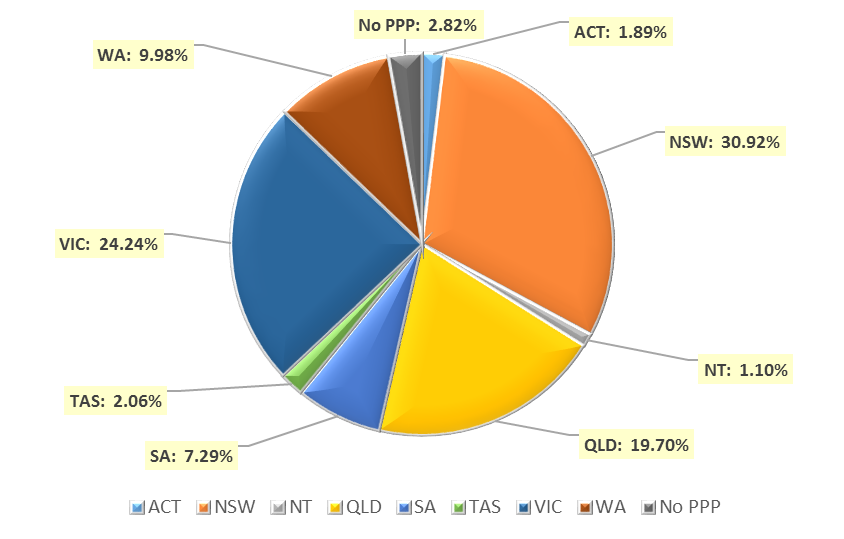 No PPP: 2.82%
ACT: 1.89%
WA: 9.98%
NSW: 30.92%
VIC: 24.24%
NT: 1.10%
TAS: 2.06%
QLD: 19.70%
SA: 7.29%
ACT NSW NT QLD SA TAS VIC WA No PPP